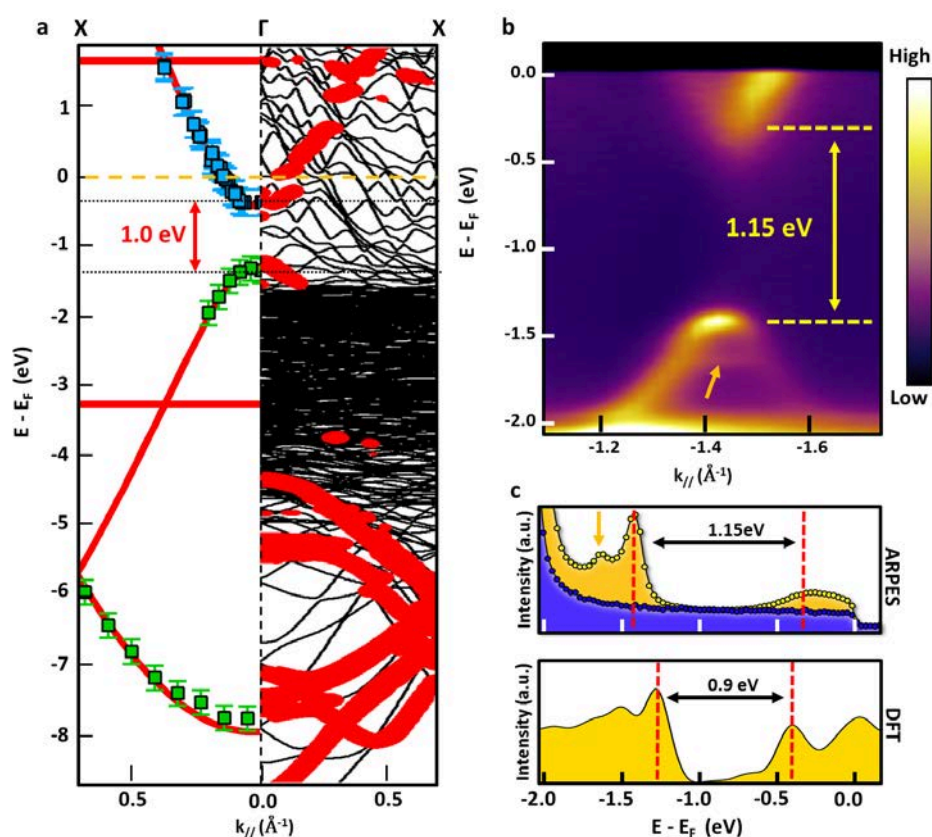 a
X Γ X
1
0
-1
-2
-3
-4
-5
-6
-7
-8
E - E_F (eV)
1.0 eV
0.5 0.0 0.5
k// (Å⁻¹)
b
0.0
-0.5
-1.0
-1.5
-2.0
E - E_F (eV)
1.15 eV
-1.2 -1.4 -1.6
k// (Å⁻¹)
High
Low
c
Intensity (a.u.)
1.15eV
ARPES
Intensity (a.u.)
0.9 eV
DFT
-2.0 -1.5 -1.0 -0.5 0.0
E - E_F (eV)